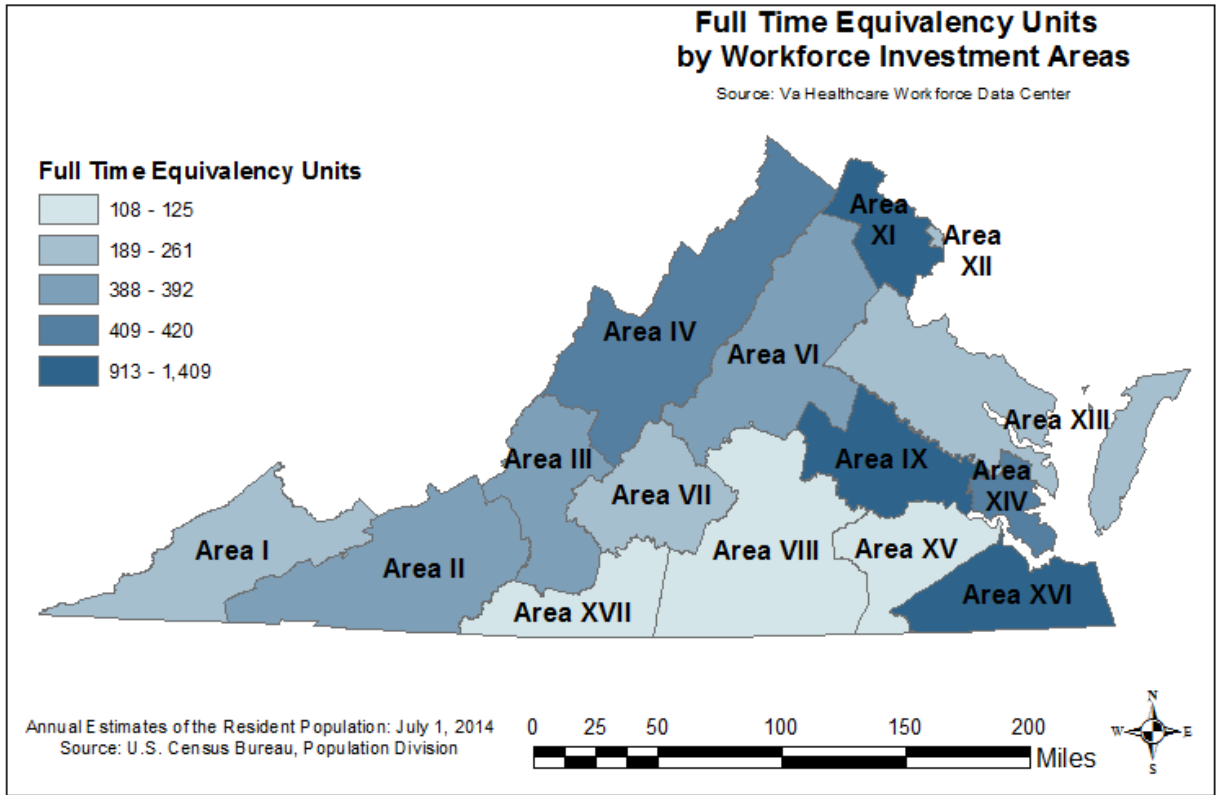 Full Time Equivalency Units
by Workforce Investment Areas
Source: Va Healthcare Workforce Data Center
Full Time Equivalency Units
108 - 125
189 - 261
388 - 392
409 - 420
913 - 1,409
Area
XI
Area
XII
Area IV
Area VI
Area XIII
Area III
Area IX
Area
XIV
Area VII
Area I
Area II
Area VIII
Area XV
Area XVII
Area XVI
Annual Estimates of the Resident Population: July 1, 2014
Source: U.S. Census Bureau, Population Division
0 25 50 100 150 200
Miles
N
W E
S